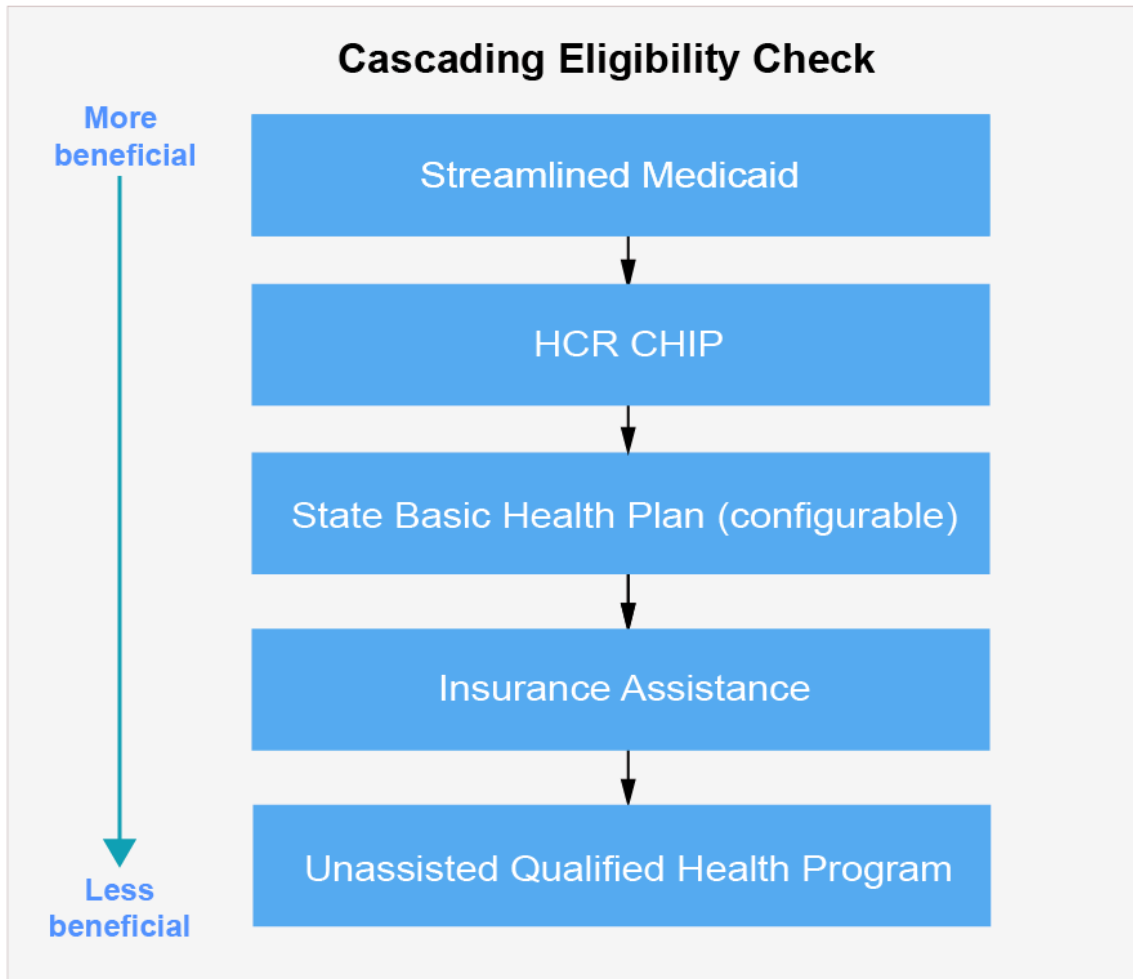 Cascading Eligibility Check
More
beneficial
Streamlined Medicaid
HCR CHIP
State Basic Health Plan (configurable)
Insurance Assistance
Unassisted Qualified Health Program
Less
beneficial